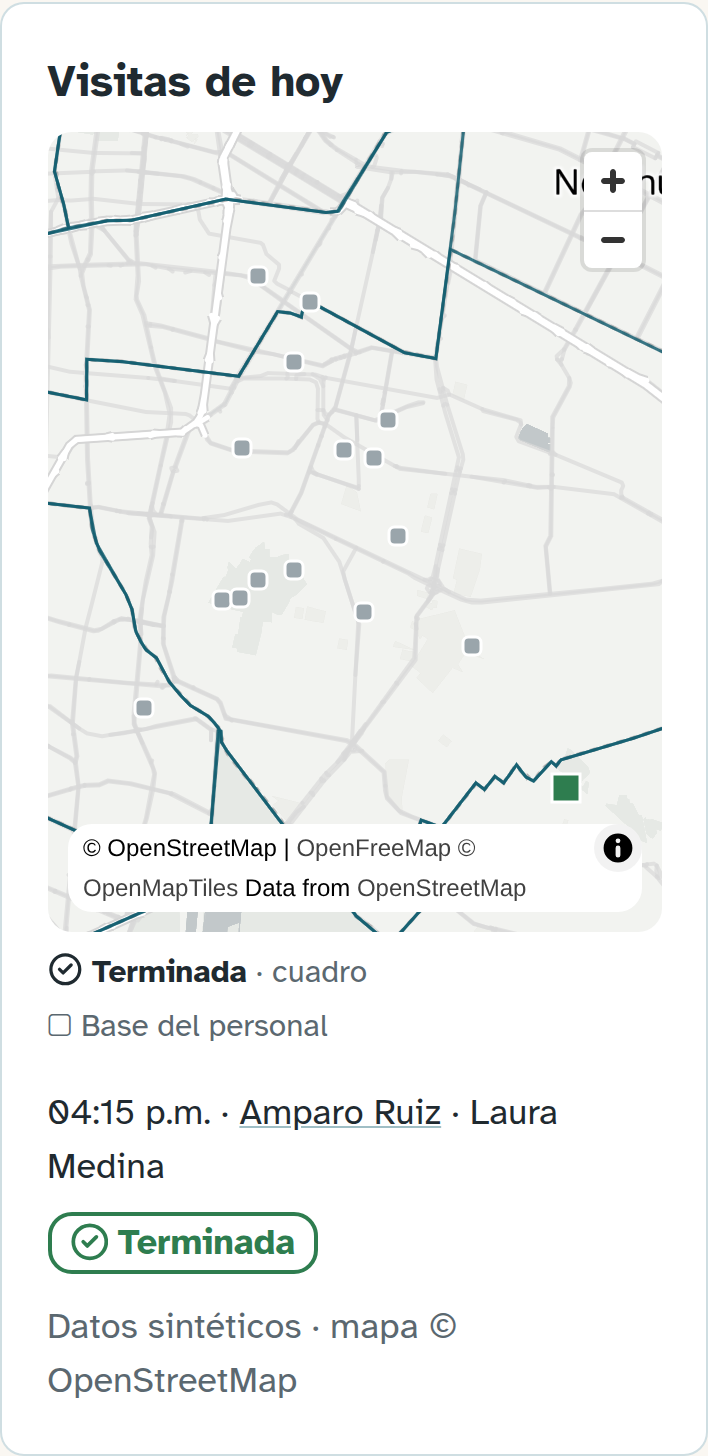 Visitas de hoy
© OpenStreetMap | OpenFreeMap ©
OpenMapTiles Data from OpenStreetMap
Terminada · cuadro
Base del personal
04:15 p.m. · Amparo Ruiz · Laura
Medina
Terminada
Datos sintéticos · mapa ©
OpenStreetMap